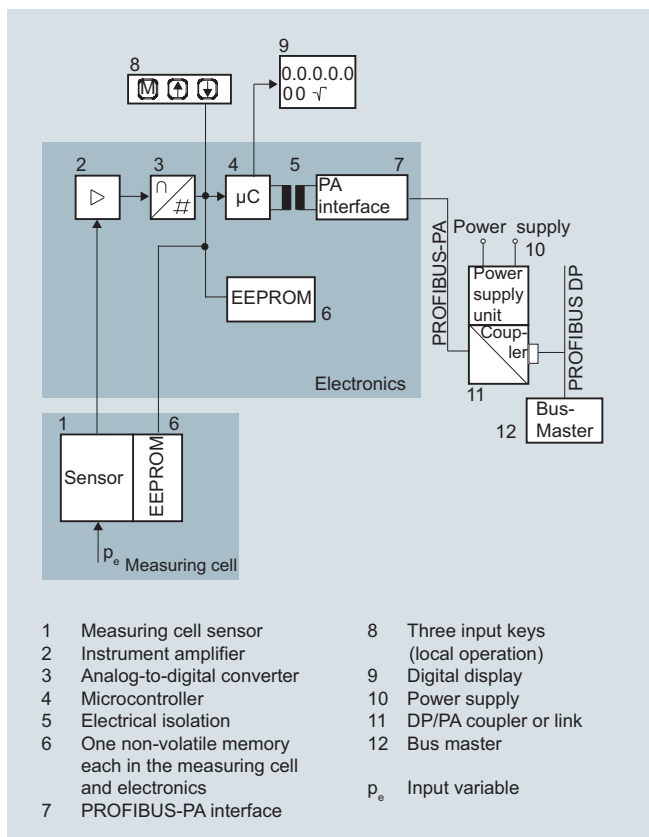 9
8
0.0.0.0.0
0 0 √
M
2 3 4 5 7
µC
PA
interface
Power supply
10
PROFIBUS-PA
Power
supply
unit
Coup-
ler
PROFIBUS DP
EEPROM
6
Electronics
11
12
Bus-
Master
1 6
Sensor
EEPROM
pe
Measuring cell
1 Measuring cell sensor
2 Instrument amplifier
3 Analog-to-digital converter
4 Microcontroller
5 Electrical isolation
6 One non-volatile memory
each in the measuring cell
and electronics
7 PROFIBUS-PA interface
8 Three input keys
(local operation)
9 Digital display
10 Power supply
11 DP/PA coupler or link
12 Bus master
pe Input variable